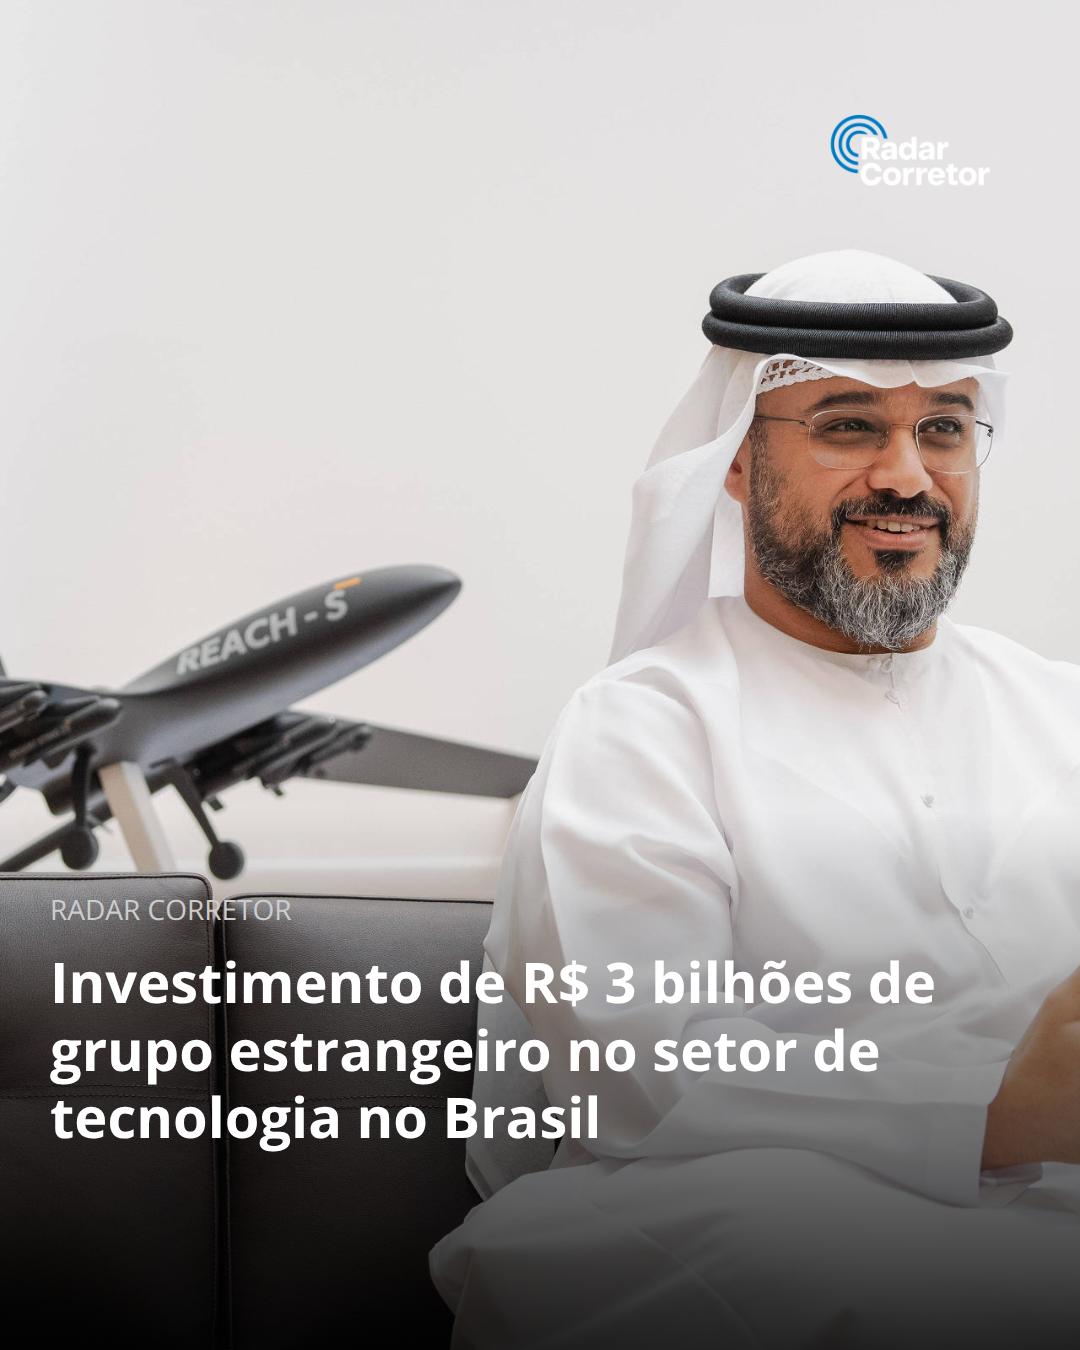 Radar
Corretor
REACH - S
RADAR CORRETOR
Investimento de R$ 3 bilhões de
grupo estrangeiro no setor de
tecnologia no Brasil